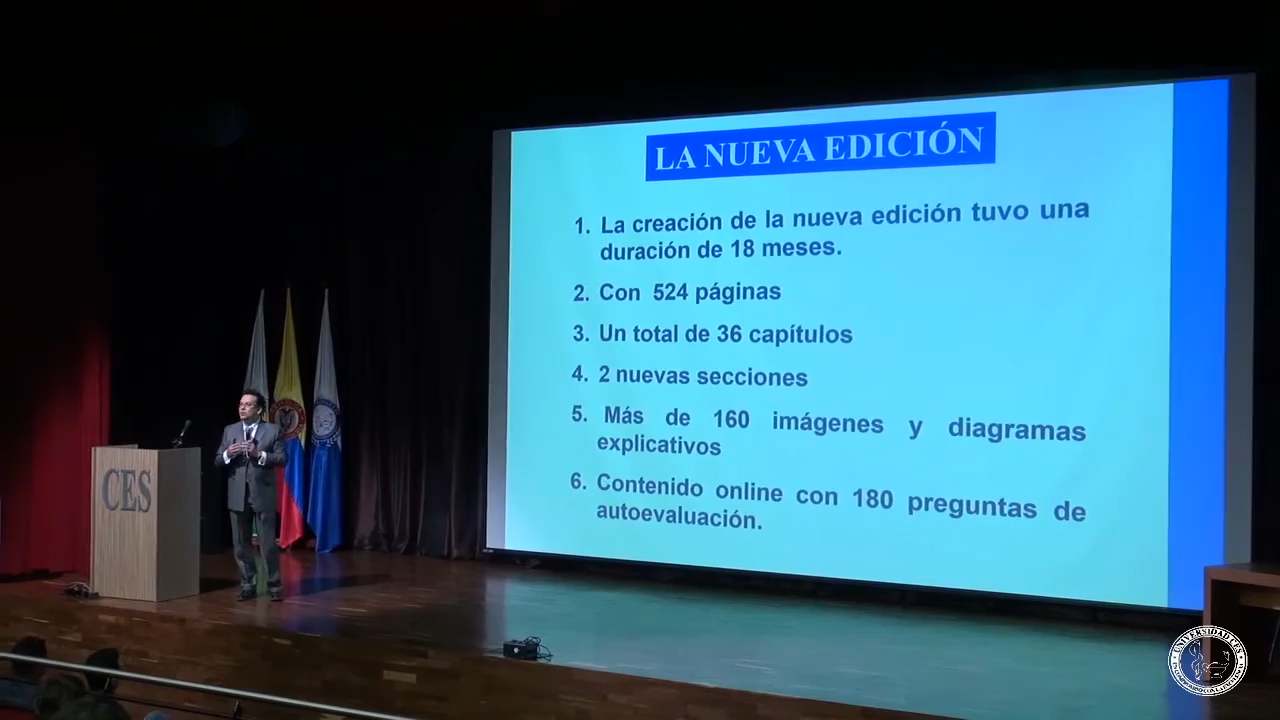 LA NUEVA EDICIÓN
1. La creación de la nueva edición tuvo una
duración de 18 meses.
2. Con 524 páginas
3. Un total de 36 capítulos
4. 2 nuevas secciones
5. Más de 160 imágenes y diagramas
explicativos
6. Contenido online con 180 preguntas de
autoevaluación.
CES
UNIVERSIDAD CES